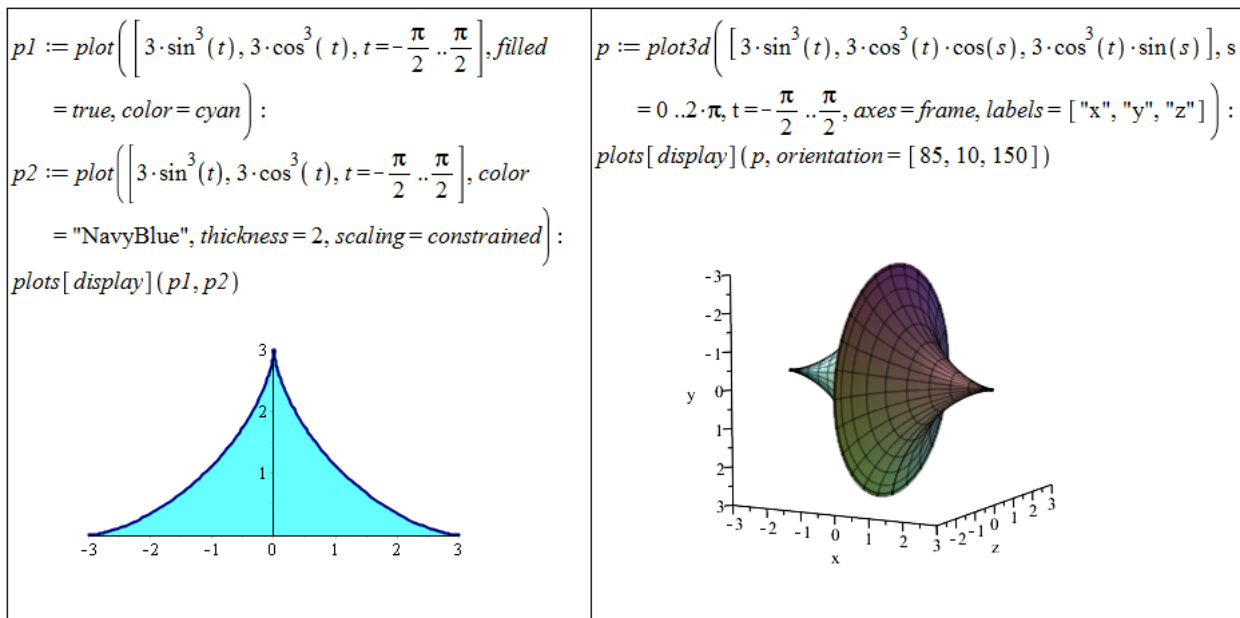 p1 := plot([3·sin³(t), 3·cos³( t), t=-π/2 ..π/2], filled
=true, color=cyan) :
p2 := plot([3·sin³(t), 3·cos³( t), t=-π/2 ..π/2], color
= "NavyBlue", thickness=2, scaling=constrained) :
plots[display](p1, p2)
3
2
1
-3 -2 -1 0 1 2 3
p := plot3d([3·sin³(t), 3·cos³(t)·cos(s), 3·cos³(t)·sin(s) ], s
= 0 ..2·π, t=-π/2 ..π/2, axes=frame, labels=["x", "y", "z"]) :
plots[display](p, orientation=[85, 10, 150])
-3
-2
-1
y 0
1
2
3
-3 -2 -1 0 1 2 3
x
-2 -1 0 1 2 3
z